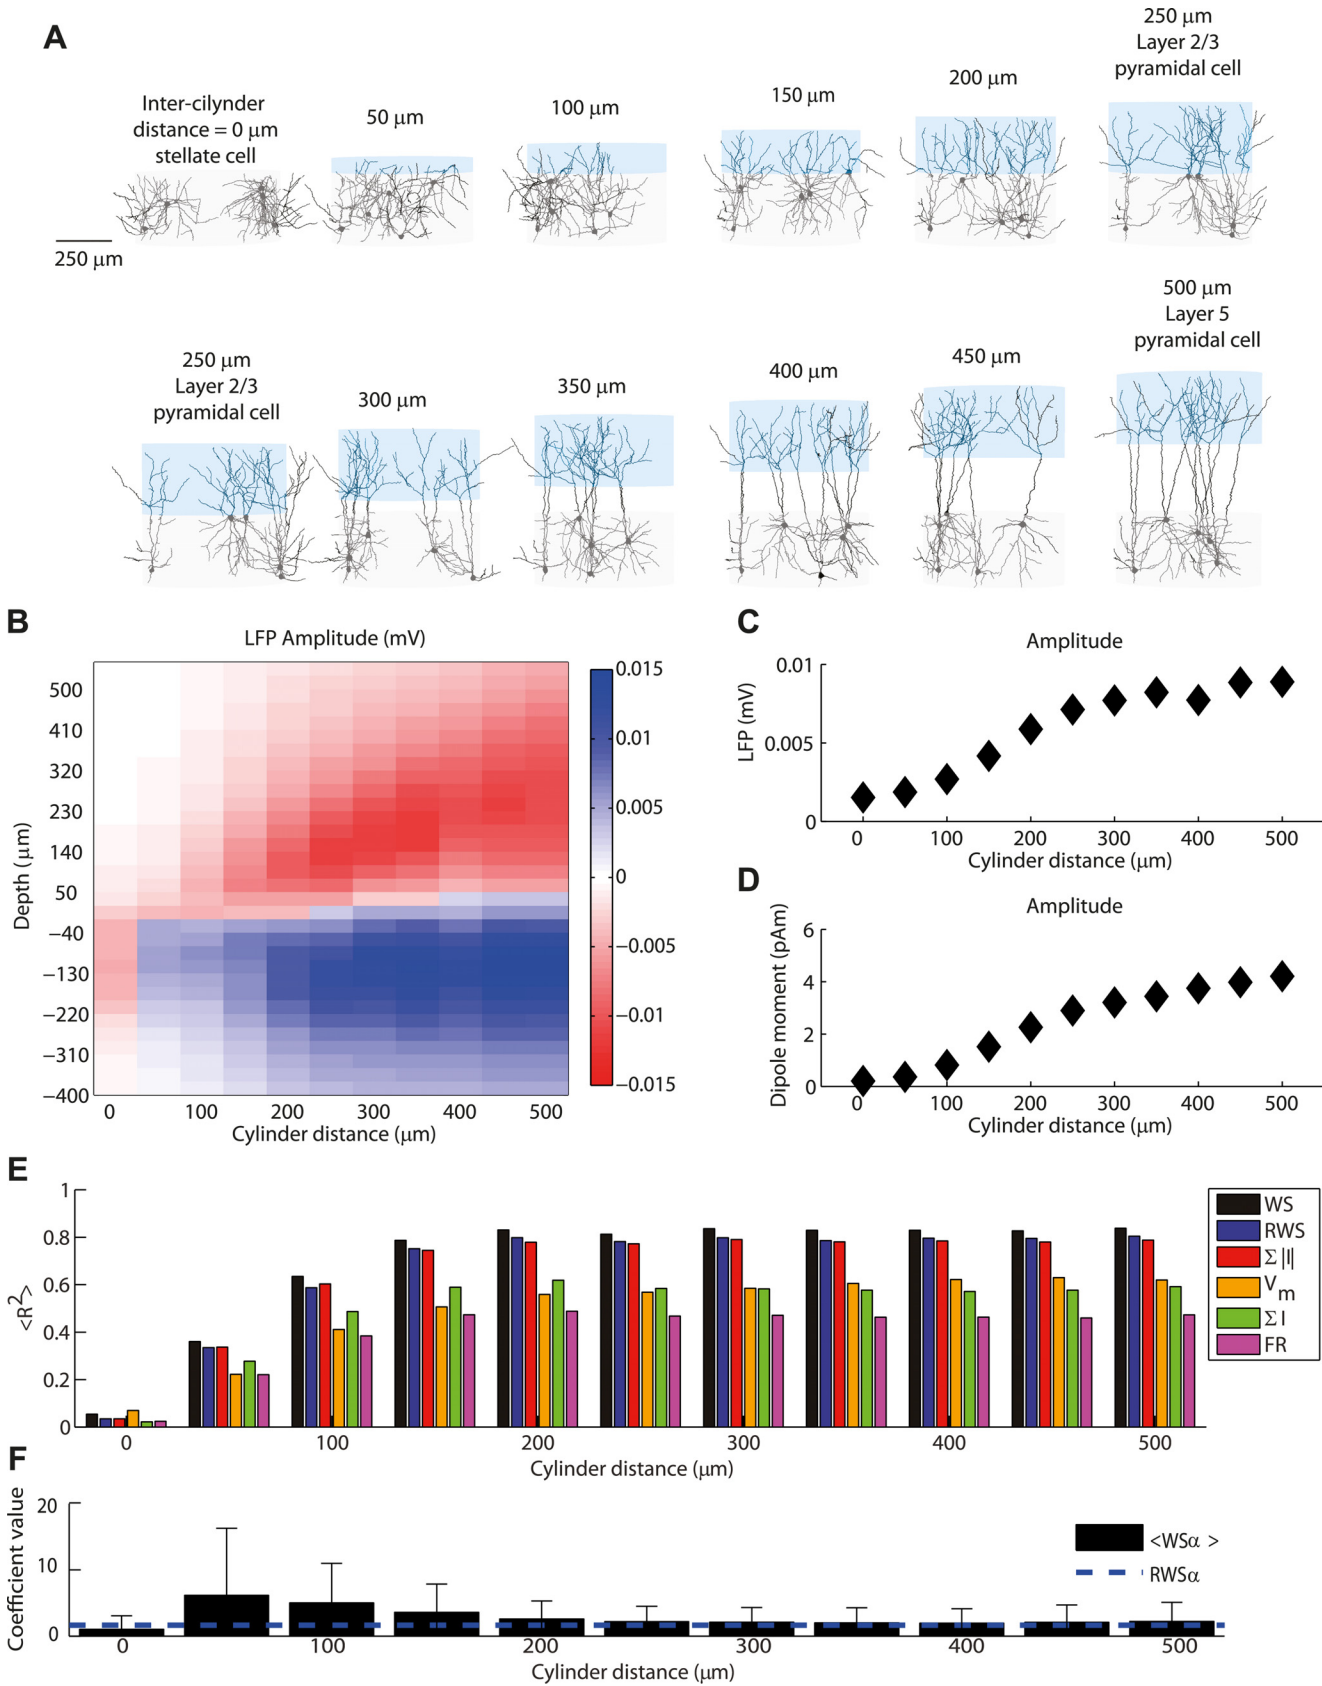 A
Inter-cilynder
distance = 0 μm
stellate cell
50 μm
100 μm
150 μm
200 μm
250 μm
Layer 2/3
pyramidal cell
250 μm
250 μm
Layer 2/3
pyramidal cell
300 μm
350 μm
400 μm
450 μm
500 μm
Layer 5
pyramidal cell
B
LFP Amplitude (mV)
Depth (μm)
500
410
320
230
140
50
−40
−130
−220
−310
−400
0 100 200 300 400 500
Cylinder distance (μm)
0.015
0.01
0.005
0
−0.005
−0.01
−0.015
C
Amplitude
LFP (mV)
0.01
0.005
0
0 100 200 300 400 500
Cylinder distance (μm)
D
Amplitude
Dipole moment (pAm)
6
4
2
0
0 100 200 300 400 500
Cylinder distance (μm)
E
<R²>
1
0.8
0.6
0.4
0.2
0
0 100 200 300 400 500
Cylinder distance (μm)
WS
RWS
Σ |I|
Vm
Σ I
FR
F
Coefficient value
20
10
0
0 100 200 300 400 500
Cylinder distance (μm)
<WSα >
RWSα